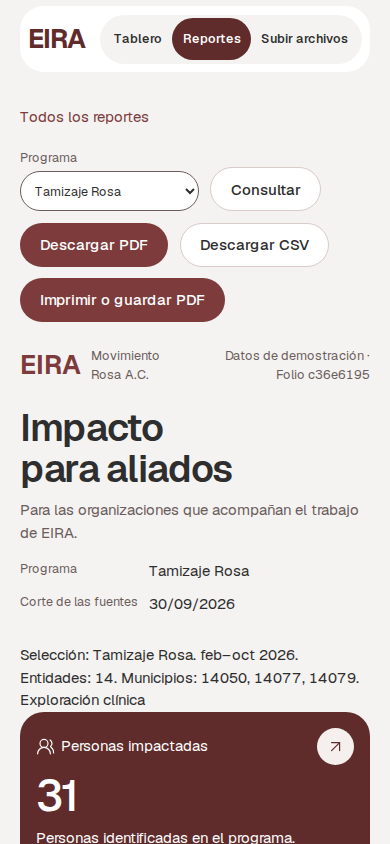 EIRA
Tablero
Reportes
Subir archivos
Todos los reportes
Programa
Tamizaje Rosa
Consultar
Descargar PDF
Descargar CSV
Imprimir o guardar PDF
EIRA
Movimiento
Rosa A.C.
Datos de demostración ·
Folio c36e6195
Impacto
para aliados
Para las organizaciones que acompañan el trabajo
de EIRA.
Programa
Tamizaje Rosa
Corte de las fuentes
30/09/2026
Selección: Tamizaje Rosa. feb–oct 2026.
Entidades: 14. Municipios: 14050, 14077, 14079.
Exploración clínica
Personas impactadas
31
Personas identificadas en el programa.